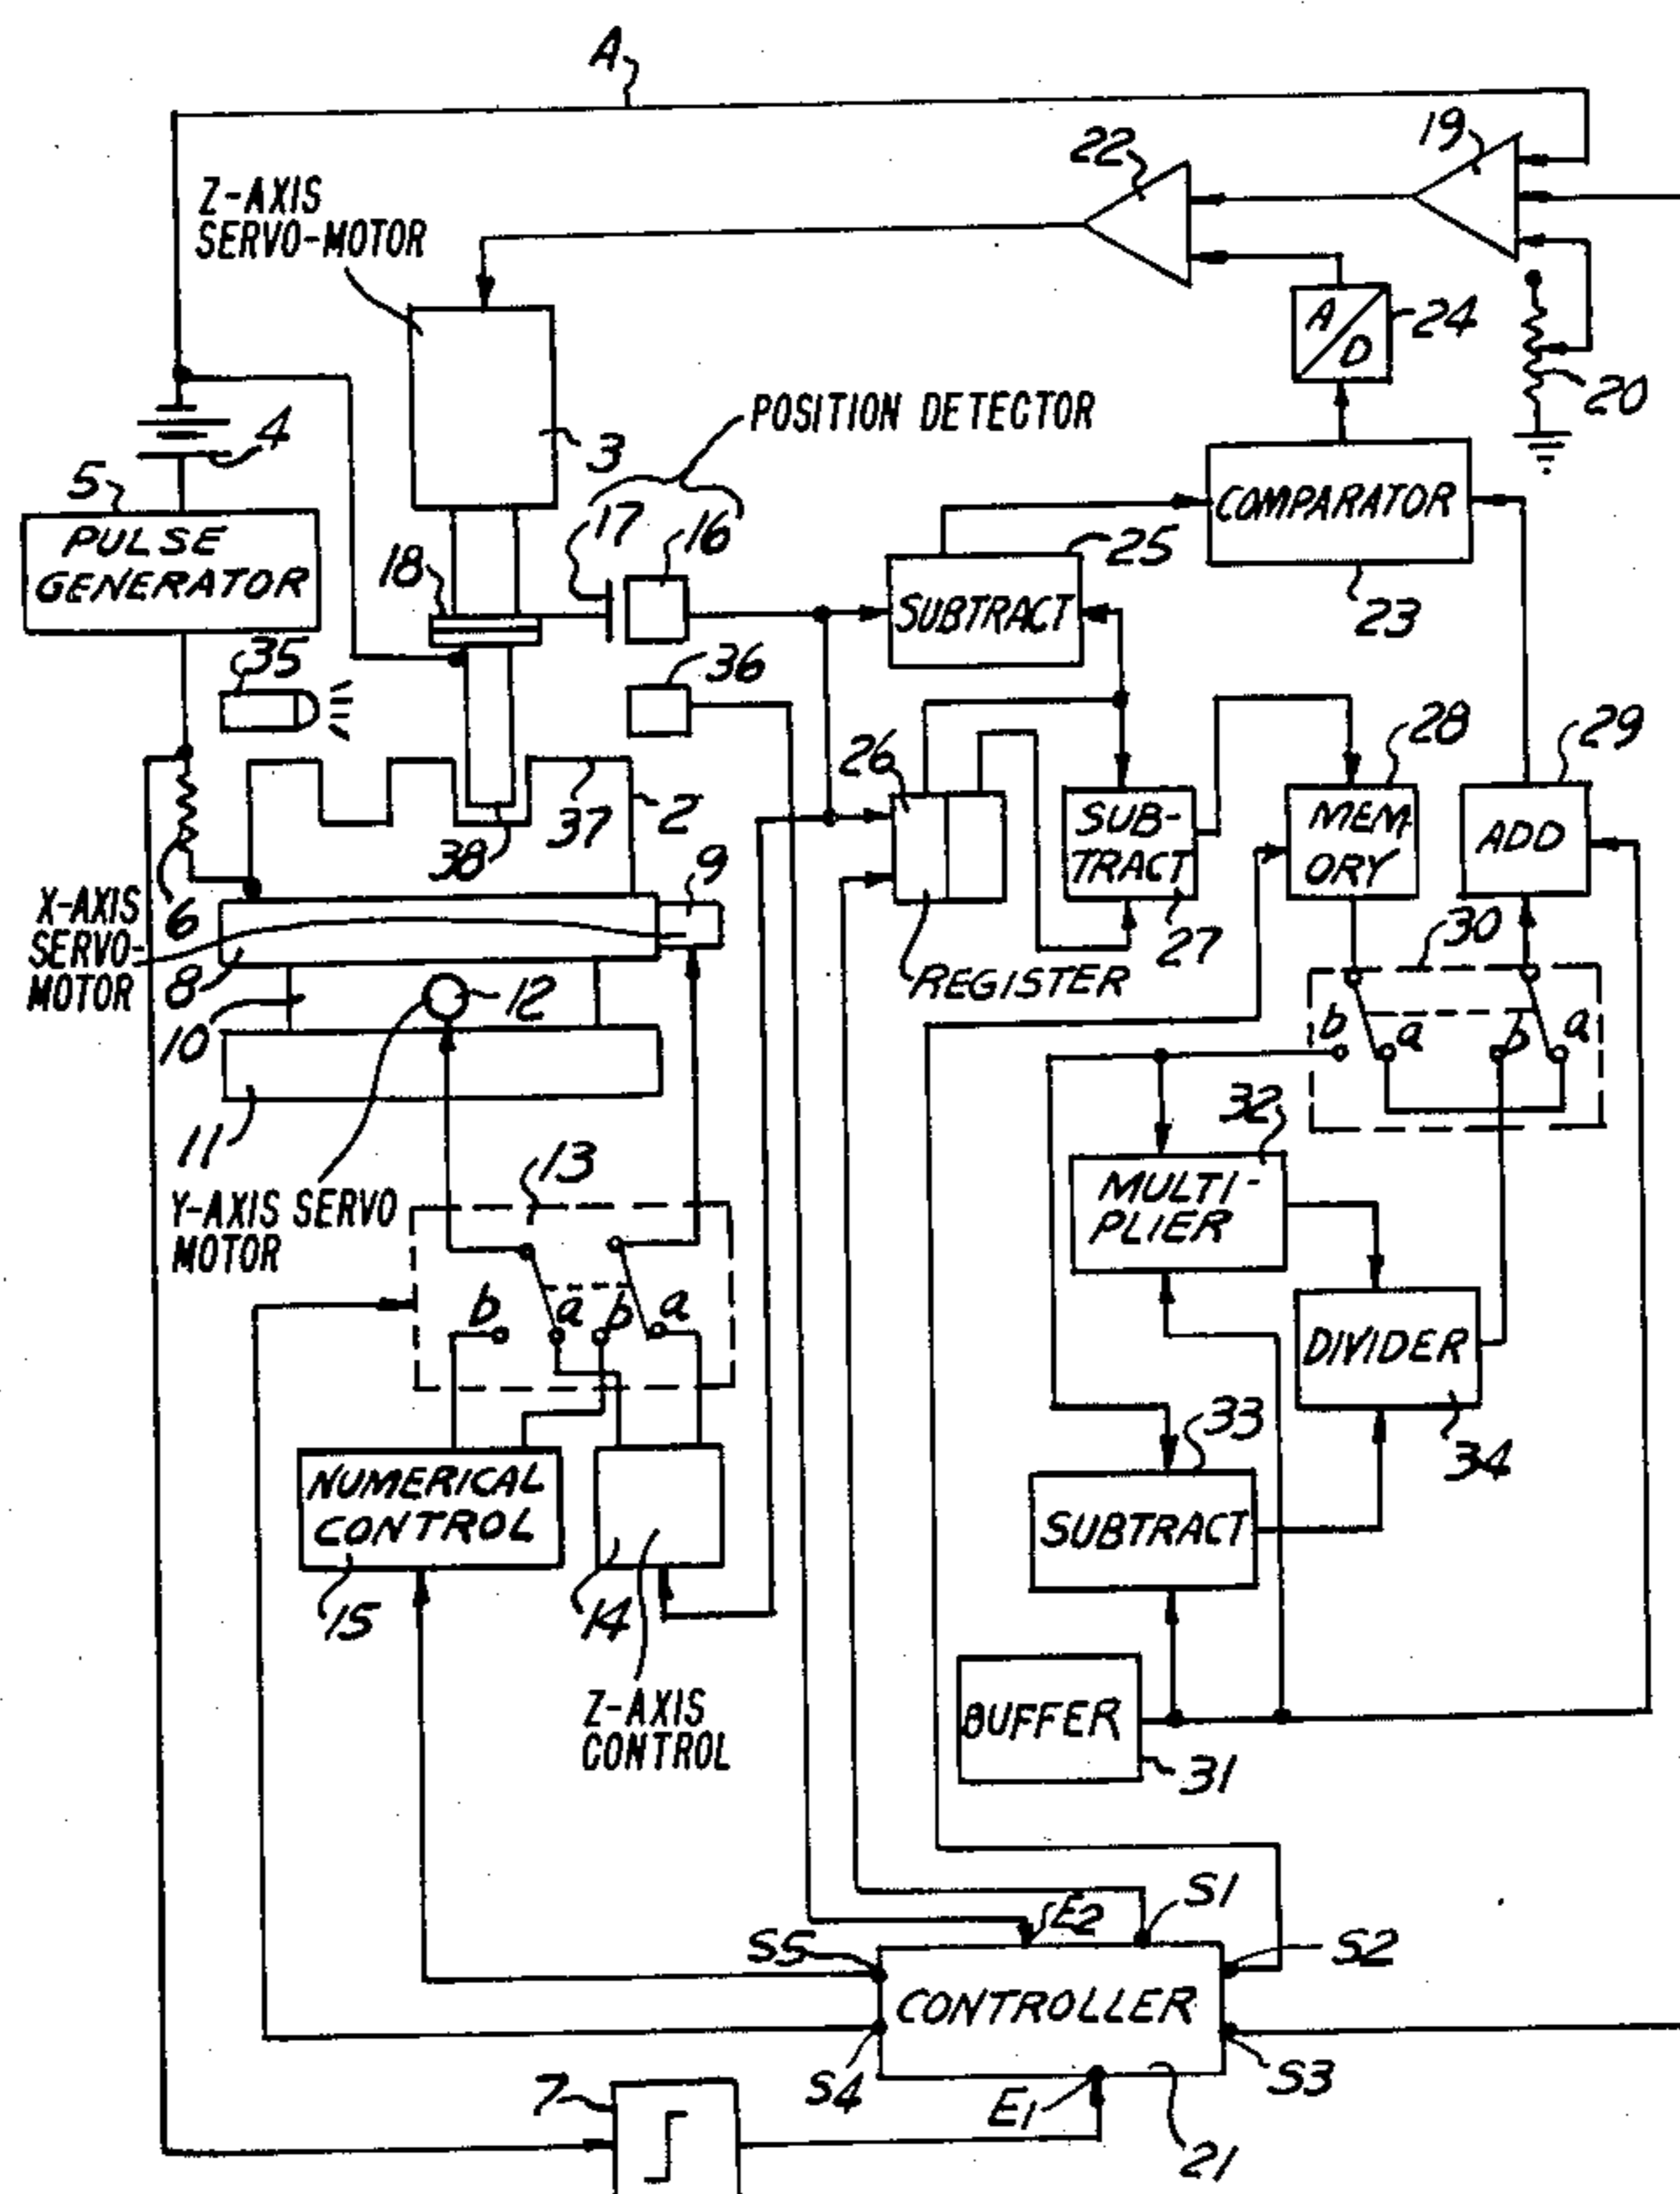 A
19
22
Z-AXIS
SERVO-MOTOR
A/D
24
20
POSITION DETECTOR
4
3
5
PULSE
GENERATOR
17
16
18
COMPARATOR
25
SUBTRACT
23
35
36
28
29
26
2
37
38
SUB-
TRACT
MEM-
ORY
ADD
9
X-AXIS
SERVO-
MOTOR
6
8
27
30
REGISTER
12
10
b
a
b
a
11
32
13
MULTI-
PLIER
Y-AXIS SERVO
MOTOR
b
a
b
a
DIVIDER
33
34
NUMERICAL
CONTROL
SUBTRACT
15
14
Z-AXIS
CONTROL
BUFFER
31
S1
E2
S5
S2
CONTROLLER
S4
S3
7
E1
21